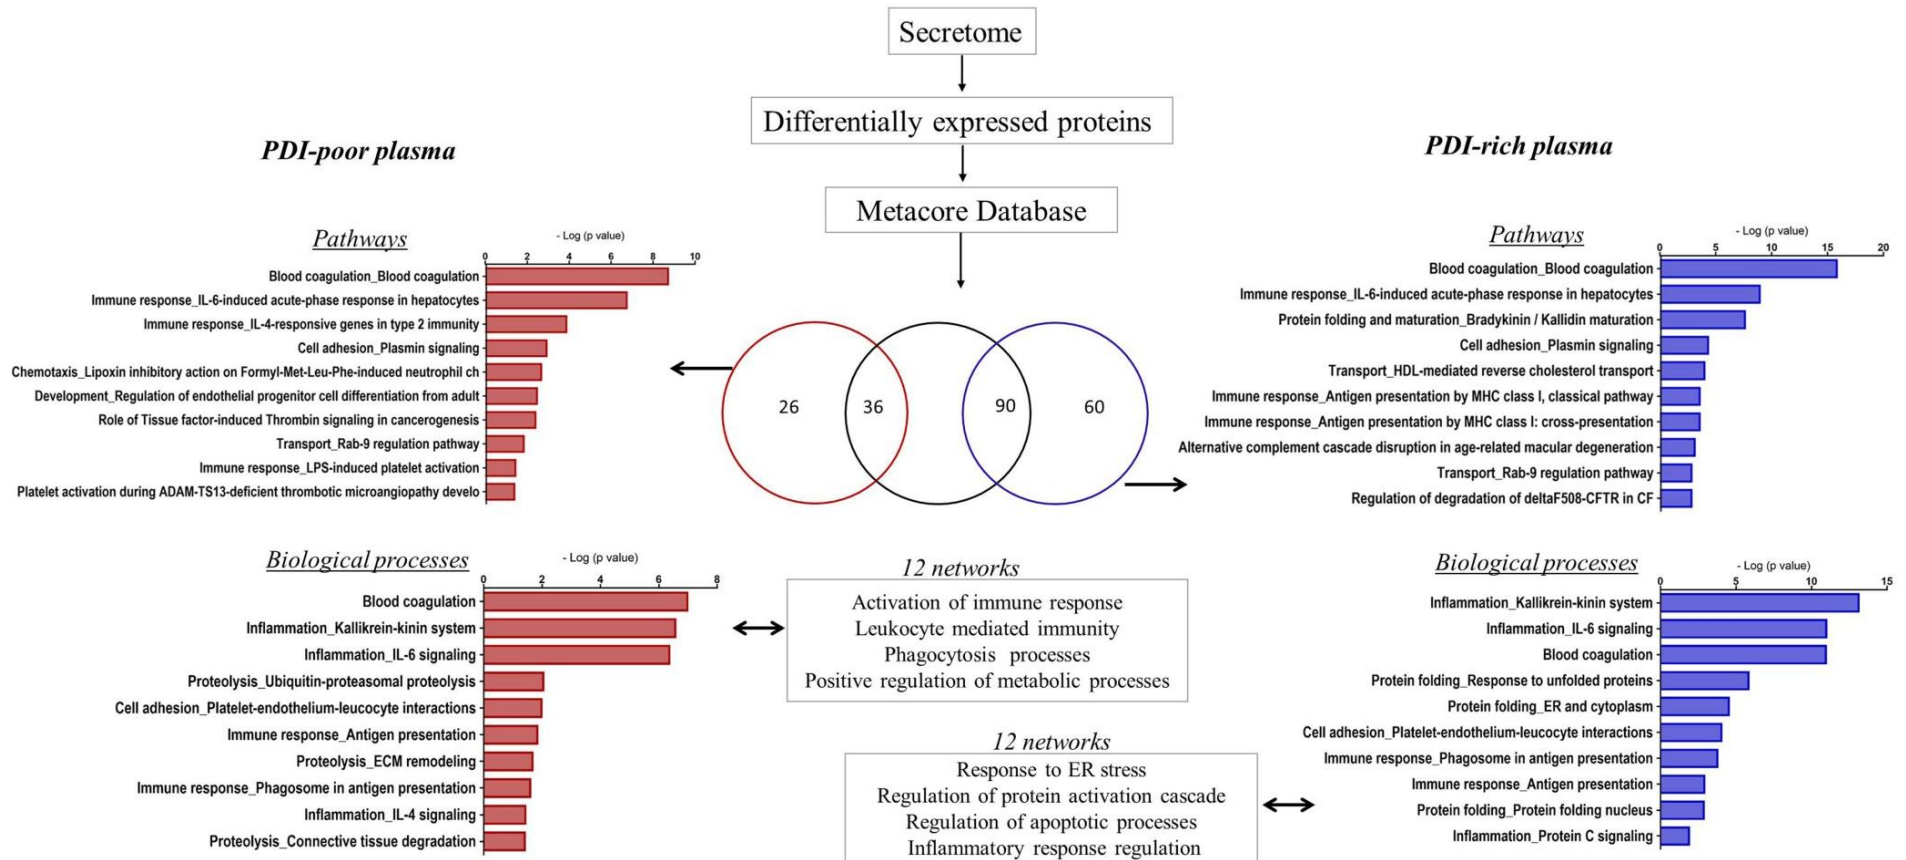 Secretome
Differentially expressed proteins
Metacore Database
PDI-poor plasma
Pathways
- Log (p value)
0 2 4 6 8 10
Blood coagulation_Blood coagulation
Immune response_IL-6-induced acute-phase response in hepatocytes
Immune response_IL-4-responsive genes in type 2 immunity
Cell adhesion_Plasmin signaling
Chemotaxis_Lipoxin inhibitory action on Formyl-Met-Leu-Phe-induced neutrophil ch
Development_Regulation of endothelial progenitor cell differentiation from adult
Role of Tissue factor-induced Thrombin signaling in cancerogenesis
Transport_Rab-9 regulation pathway
Immune response_LPS-induced platelet activation
Platelet activation during ADAM-TS13-deficient thrombotic microangiopathy develo
Biological processes
- Log (p value)
0 2 4 6 8
Blood coagulation
Inflammation_Kallikrein-kinin system
Inflammation_IL-6 signaling
Proteolysis_Ubiquitin-proteasomal proteolysis
Cell adhesion_Platelet-endothelium-leucocyte interactions
Immune response_Antigen presentation
Proteolysis_ECM remodeling
Immune response_Phagosome in antigen presentation
Inflammation_IL-4 signaling
Proteolysis_Connective tissue degradation
26 36 90 60
12 networks
Activation of immune response
Leukocyte mediated immunity
Phagocytosis processes
Positive regulation of metabolic processes
12 networks
Response to ER stress
Regulation of protein activation cascade
Regulation of apoptotic processes
Inflammatory response regulation
PDI-rich plasma
Pathways
- Log (p value)
0 5 10 15 20
Blood coagulation_Blood coagulation
Immune response_IL-6-induced acute-phase response in hepatocytes
Protein folding and maturation_Bradykinin / Kallidin maturation
Cell adhesion_Plasmin signaling
Transport_HDL-mediated reverse cholesterol transport
Immune response_Antigen presentation by MHC class I, classical pathway
Immune response_Antigen presentation by MHC class I: cross-presentation
Alternative complement cascade disruption in age-related macular degeneration
Transport_Rab-9 regulation pathway
Regulation of degradation of deltaF508-CFTR in CF
Biological processes
- Log (p value)
0 5 10 15
Inflammation_Kallikrein-kinin system
Inflammation_IL-6 signaling
Blood coagulation
Protein folding_Response to unfolded proteins
Protein folding_ER and cytoplasm
Cell adhesion_Platelet-endothelium-leucocyte interactions
Immune response_Phagosome in antigen presentation
Immune response_Antigen presentation
Protein folding_Protein folding nucleus
Inflammation_Protein C signaling